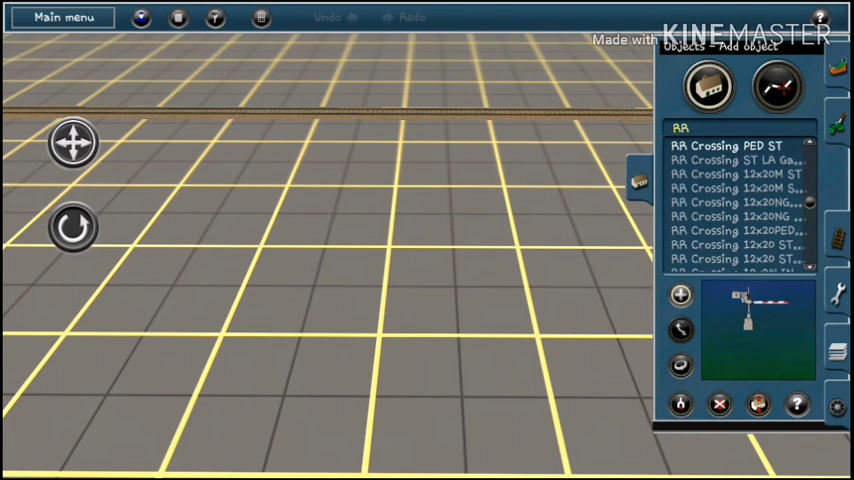 Main menu
Undo
Redo
?
Made with KINEMASTER
Objects - Add object
RR
RR Crossing PED ST
RR Crossing ST LA Ga...
RR Crossing 12x20M ST
RR Crossing 12x20M S...
RR Crossing 12x20NG...
RR Crossing 12x20NG ...
RR Crossing 12x20PED...
RR Crossing 12x20 ST...
RR Crossing 12x20 ST...
?